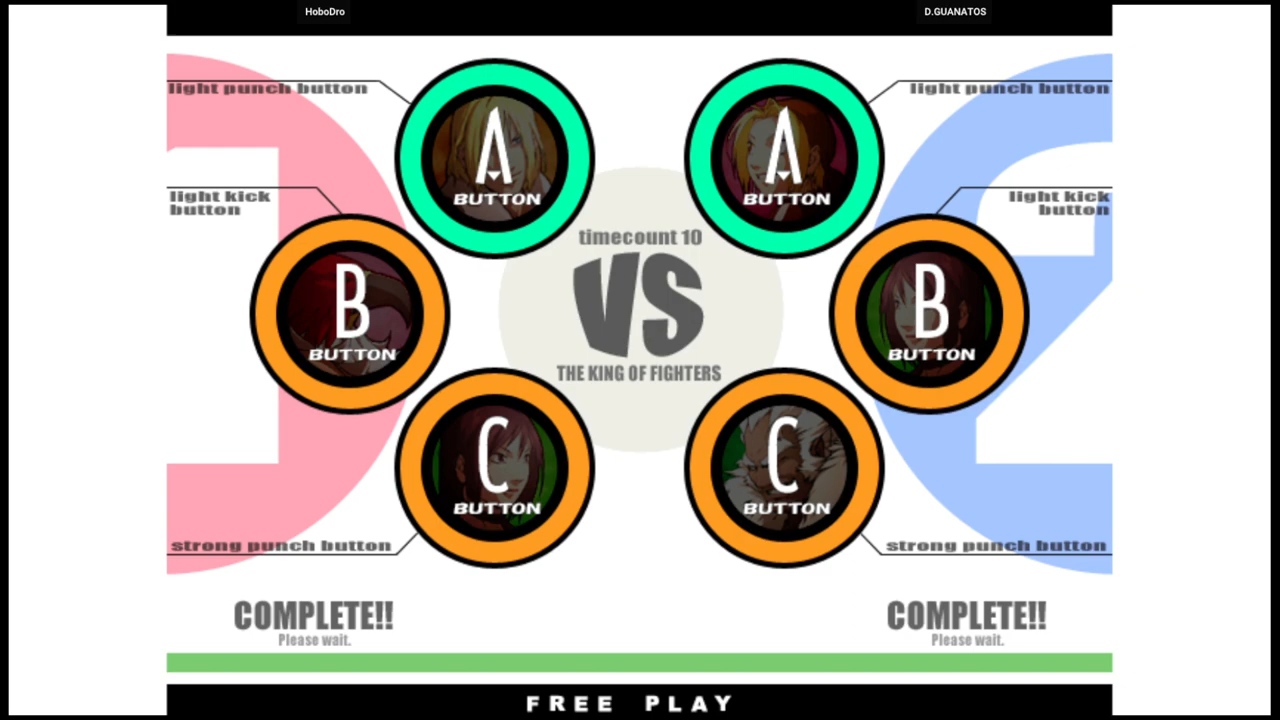 HoboDro
D.GUANATOS
light punch button
light punch button
A
BUTTON
A
BUTTON
light kick
button
light kick
button
timecount 10
VS
THE KING OF FIGHTERS
B
BUTTON
B
BUTTON
C
BUTTON
C
BUTTON
strong punch button
strong punch button
COMPLETE!!
Please wait.
COMPLETE!!
Please wait.
FREE PLAY